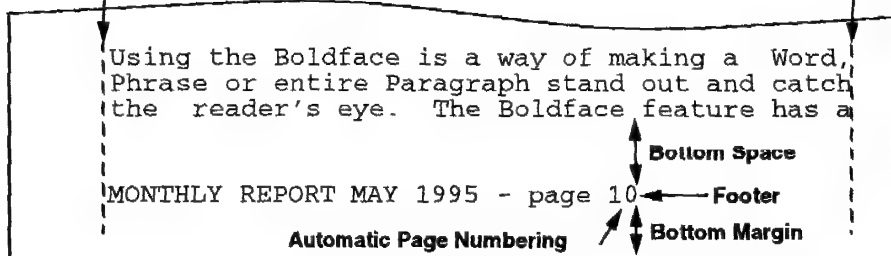 Using the Boldface is a way of making a Word,
Phrase or entire Paragraph stand out and catch
the reader's eye. The Boldface feature has a
Bottom Space
MONTHLY REPORT MAY 1995 - page 10 Footer
Automatic Page Numbering Bottom Margin